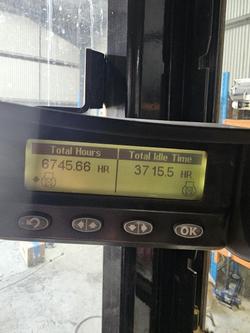 Total Hours Total Idle Time
6745.66 HR 3715.5 HR
OK